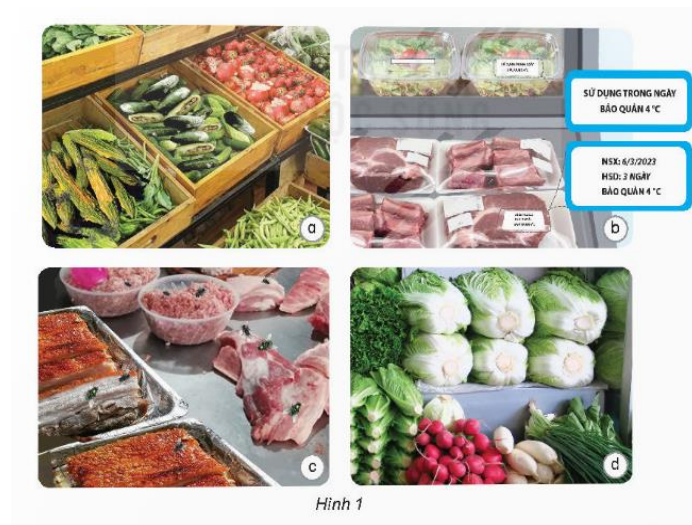 a
b
SỬ DỤNG TRONG NGÀY
BẢO QUẢN 4 °C
NSX: 6/3/2023
HSD: 3 NGÀY
BẢO QUẢN 4 °C
c
d
Hình 1